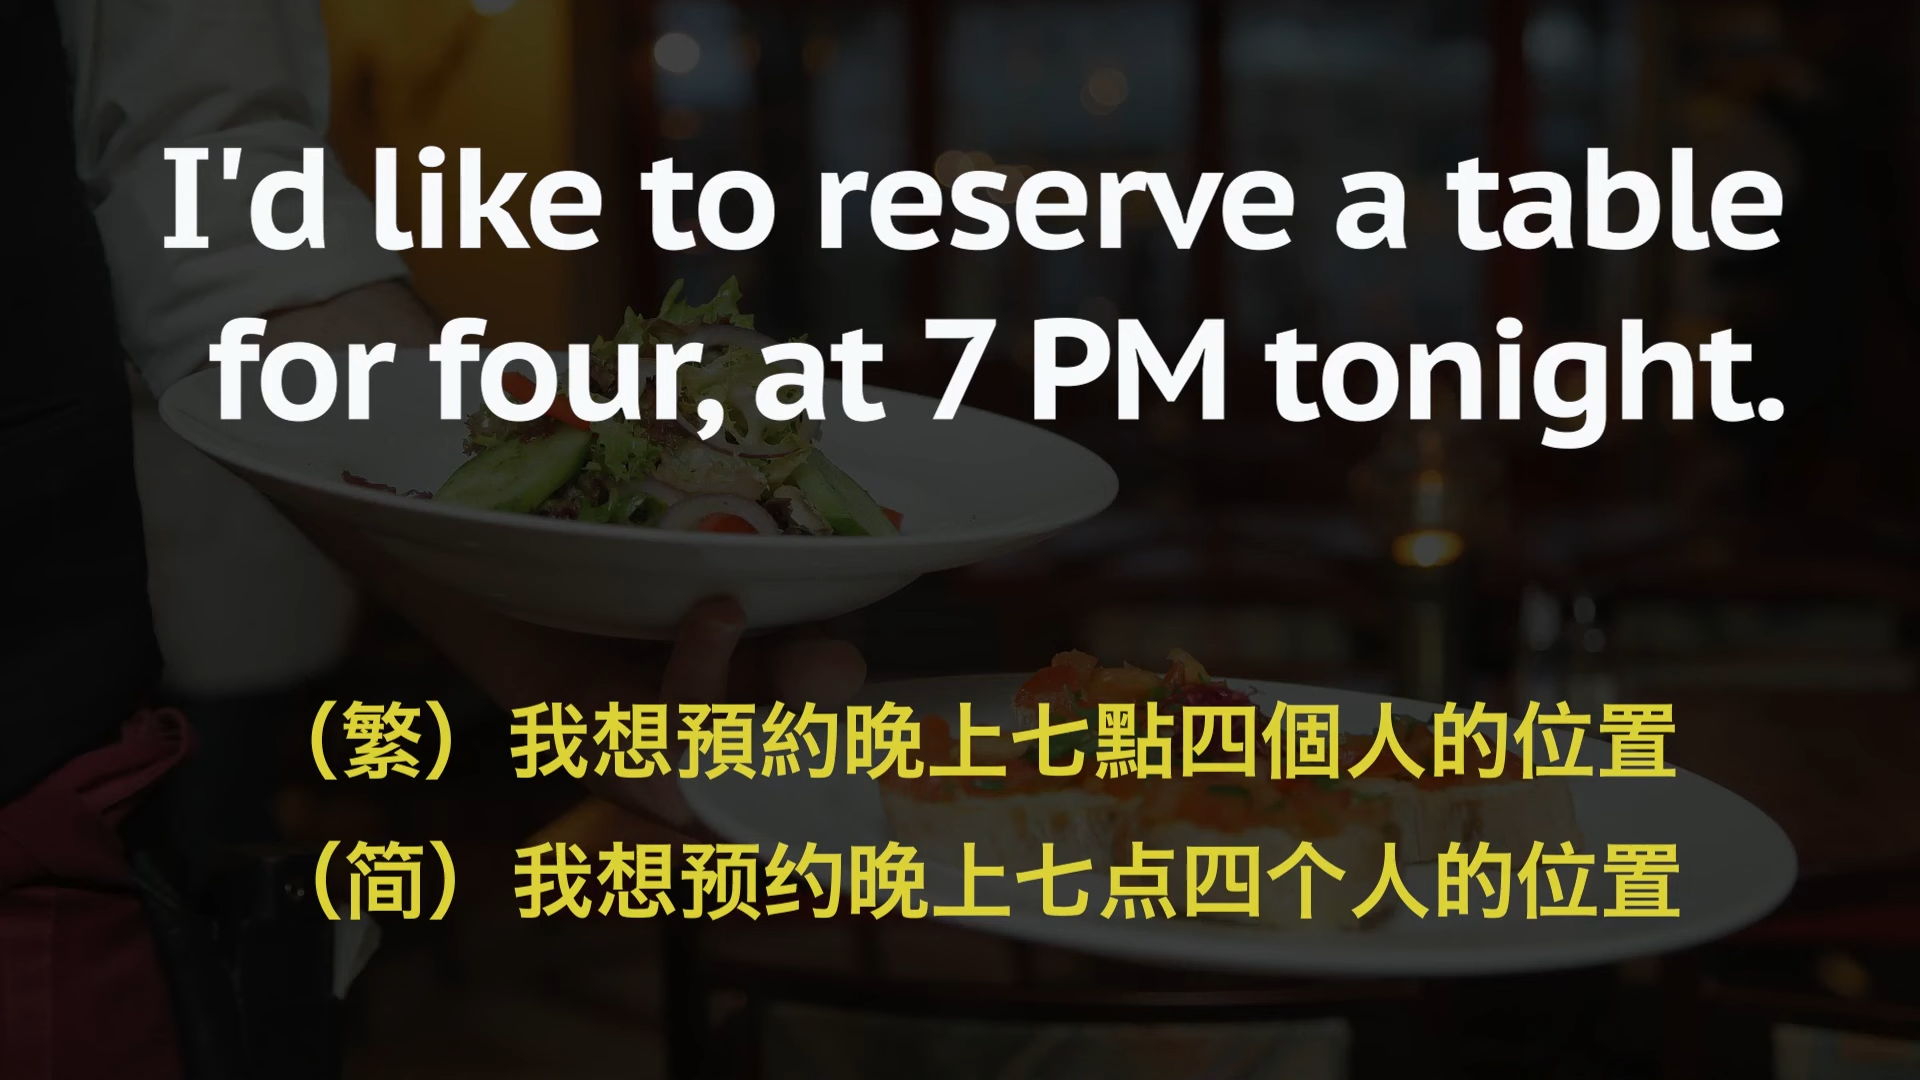 I'd like to reserve a table
for four, at 7 PM tonight.
（繁）我想預約晚上七點四個人的位置
（简）我想预约晚上七点四个人的位置